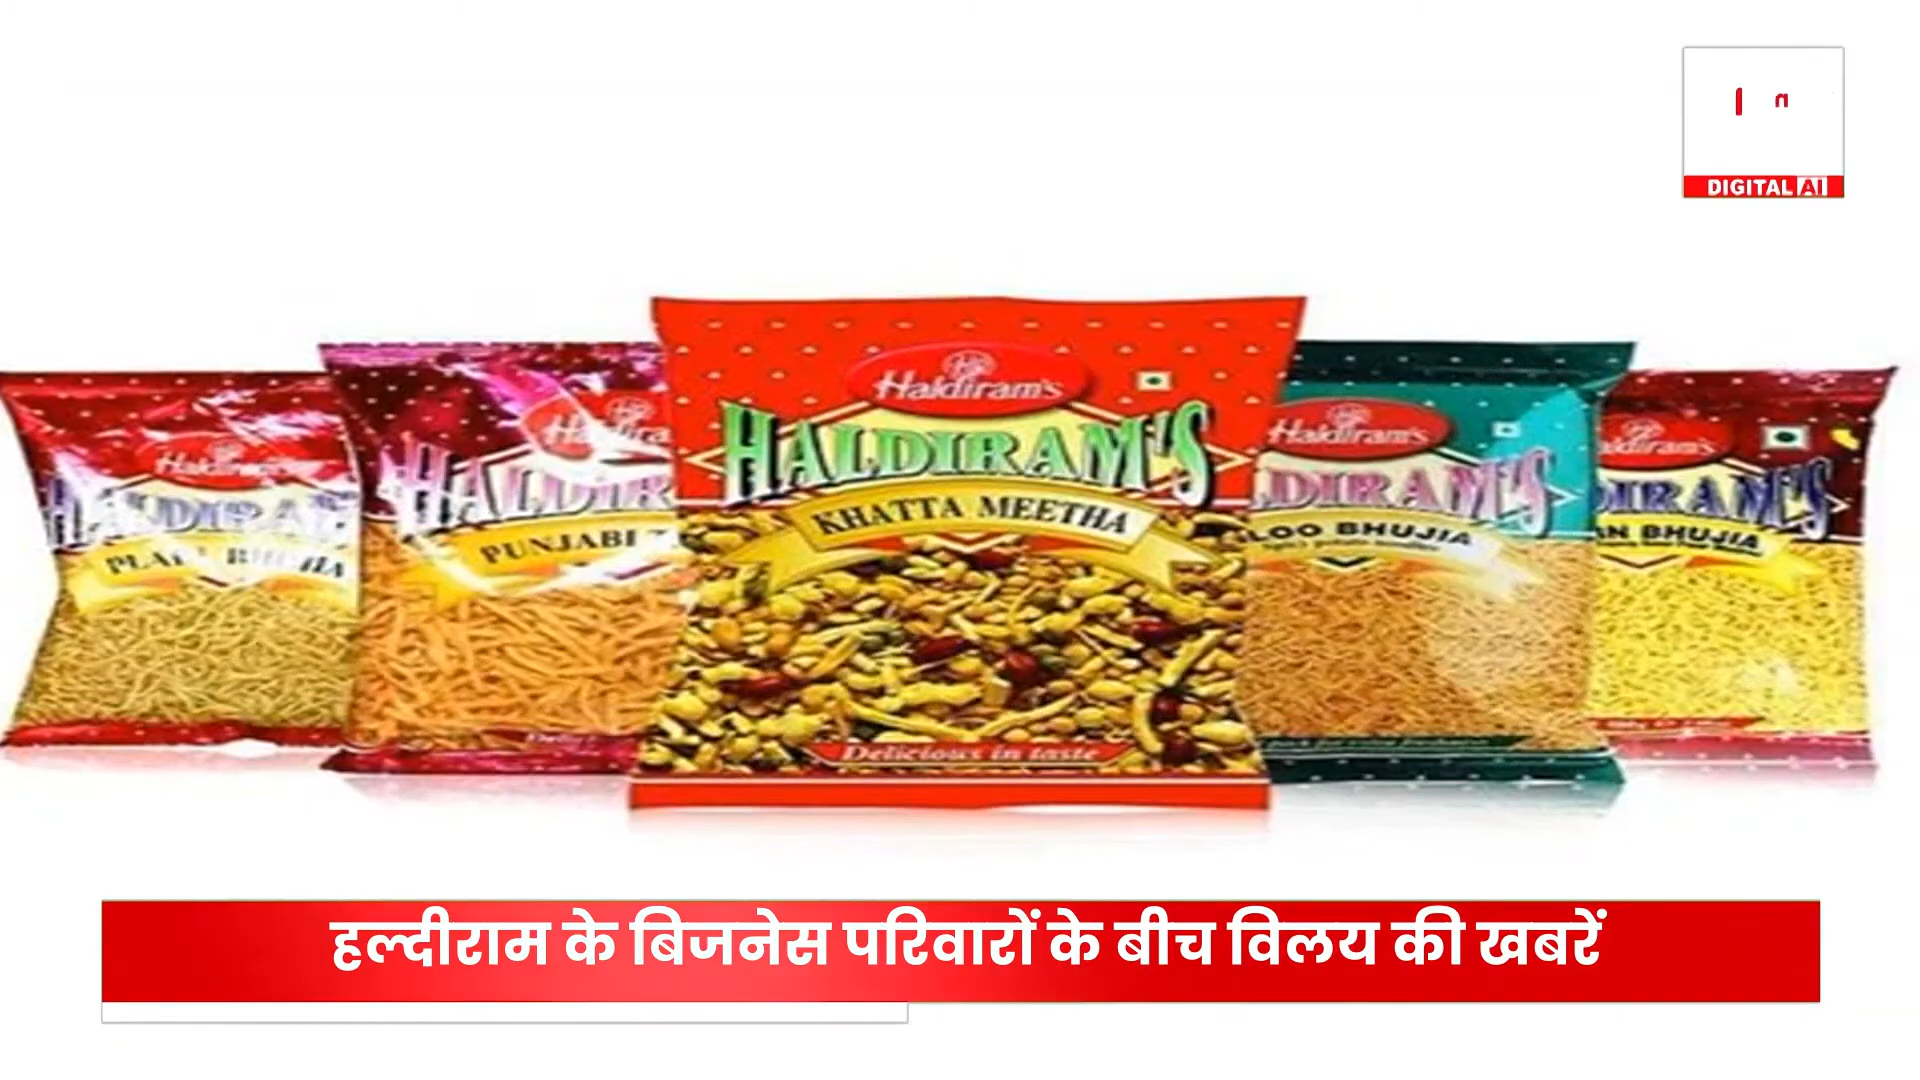 DIGITAL AI
Haldiram's
HALDIRAM'S
KHATTA MEETHA
Delicious in taste
Haldiram's
PUNJABI
Haldiram's
BHUJIA
Haldiram's
BHUJIA
हल्दीराम के बिजनेस परिवारों के बीच विलय की खबरें